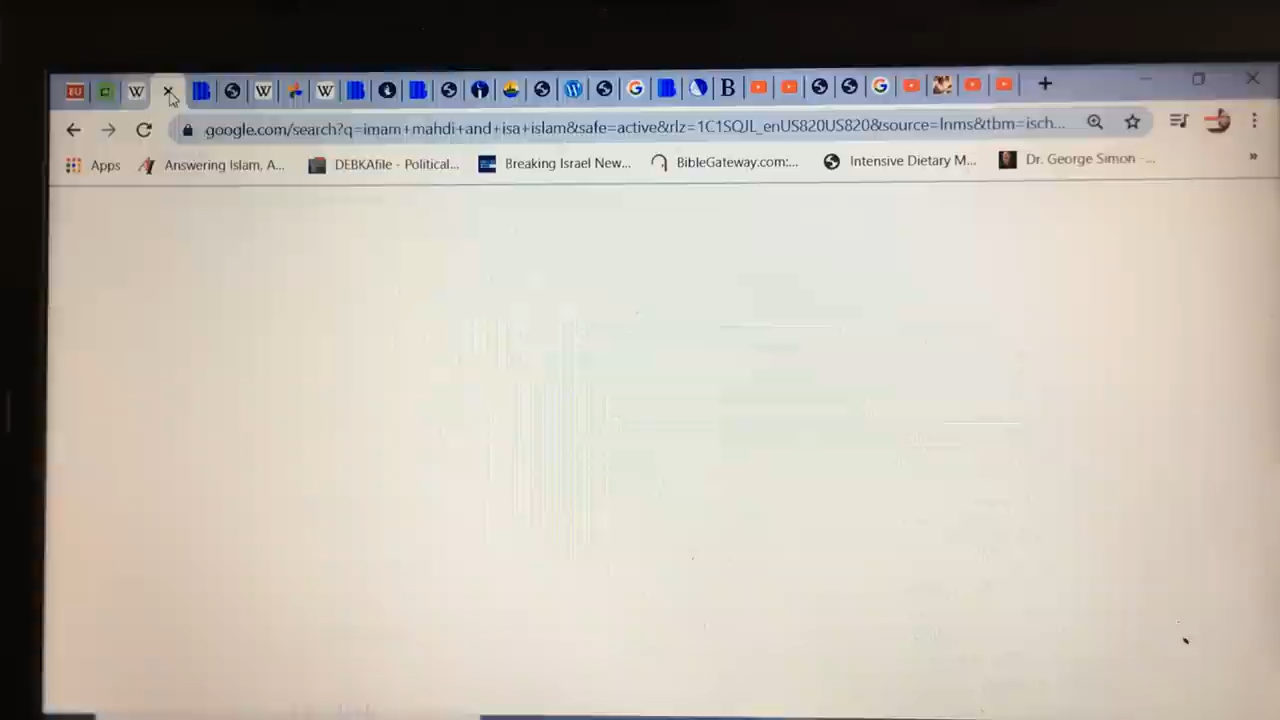 EU W W W B
google.com/search?q=imam+mahdi+and+isa+islam&safe=active&rlz=1C1SQJL_enUS820US820&source=lnms&tbm=isch...
Apps Answering Islam, A... DEBKAfile - Political... Breaking Israel New... BibleGateway.com:... Intensive Dietary M... Dr. George Simon - ...